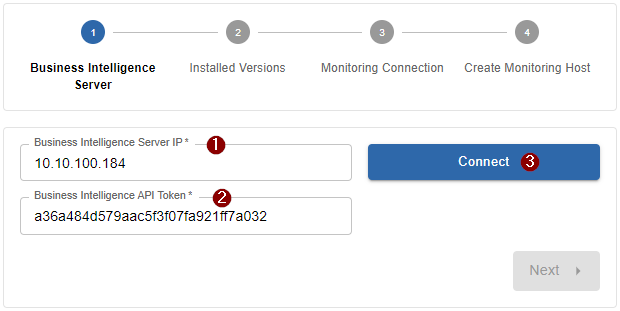 1
2
3
4
Business Intelligence
Server
Installed Versions
Monitoring Connection
Create Monitoring Host
Business Intelligence Server IP *
1
10.10.100.184
Connect
3
Business Intelligence API Token *
2
a36a484d579aac5f3f07fa921ff7a032
Next